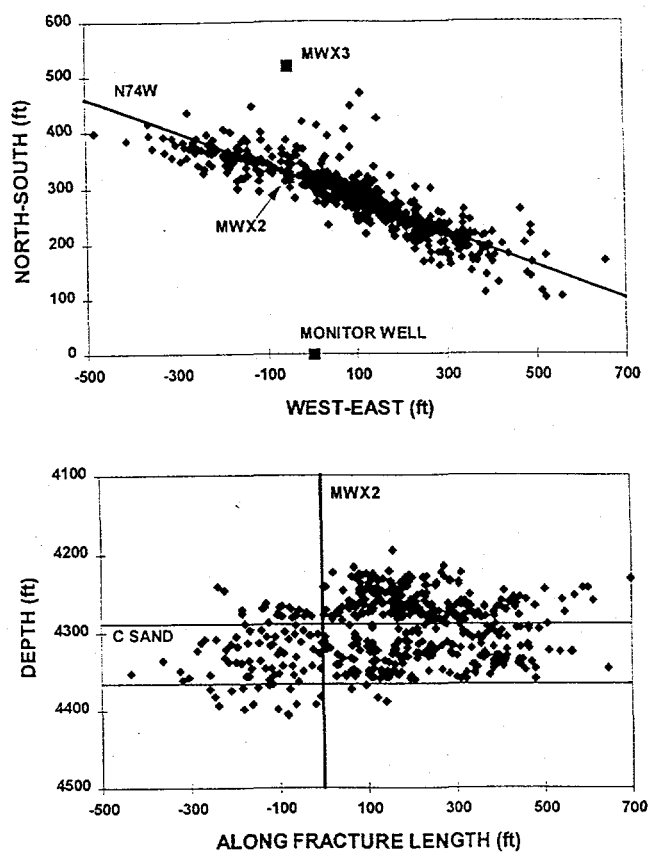 600
500
400
300
200
100
0
NORTH-SOUTH (ft)
MWX3
N74W
MWX2
MONITOR WELL
-500 -300 -100 100 300 500 700
WEST-EAST (ft)
4100
4200
4300
4400
4500
DEPTH (ft)
MWX2
C SAND
-500 -300 -100 100 300 500 700
ALONG FRACTURE LENGTH (ft)